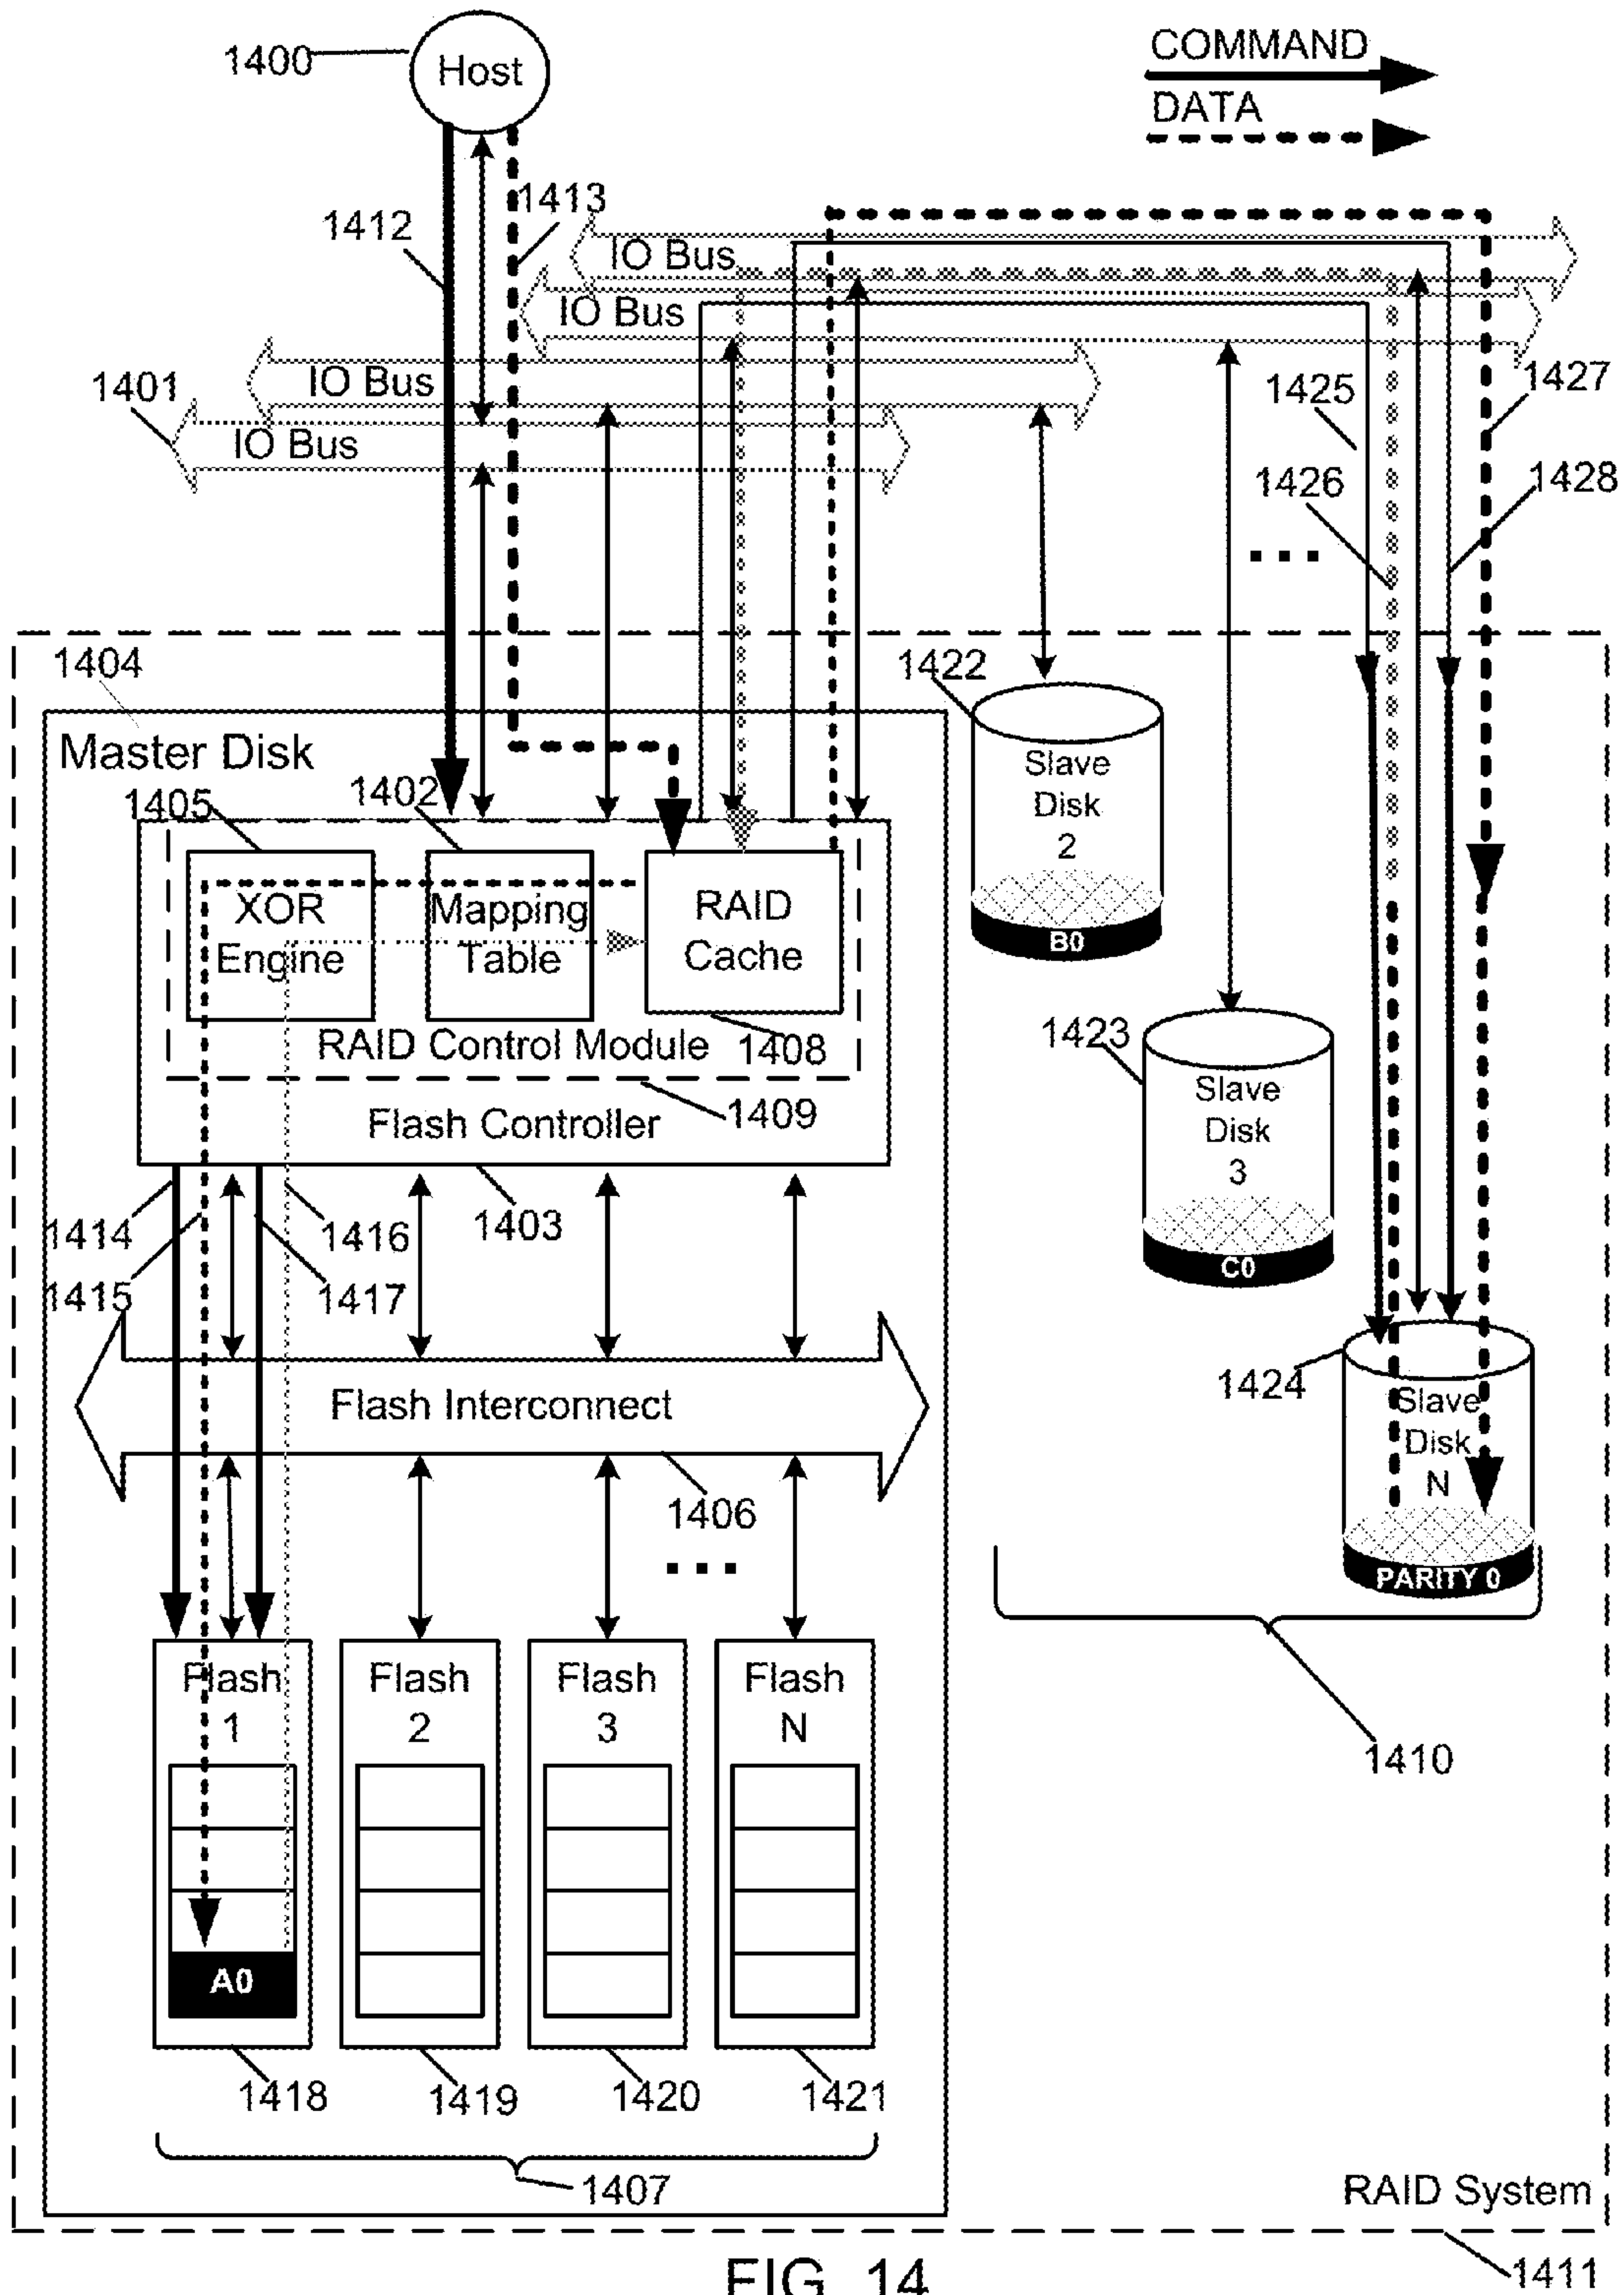 1400
Host
COMMAND
DATA
1412
1413
IO Bus
IO Bus
IO Bus
1401
IO Bus
1425
1427
1426
1428
...
1404
1422
Master Disk
1405
1402
Slave
Disk
2
B0
XOR
Engine
Mapping
Table
RAID
Cache
RAID Control Module
1408
1409
Flash Controller
1423
Slave
Disk
3
C0
1414
1415
1416
1417
1403
Flash Interconnect
1406
...
1424
Slave
Disk
N
PARITY 0
1410
Flash
1
Flash
2
Flash
3
Flash
N
A0
1418
1419
1420
1421
1407
RAID System
1411
FIG. 14